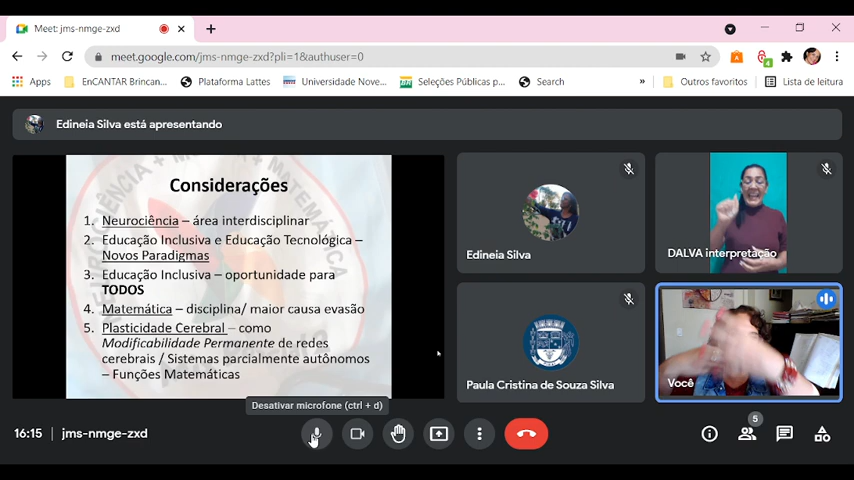 Meet: jms-nmge-zxd
meet.google.com/jms-nmge-zxd?pli=1&authuser=0
4
Apps
EnCANTAR Brincan...
Plataforma Lattes
Universidade Nove...
Seleções Públicas p...
Search
»
Outros favoritos
Lista de leitura
Edineia Silva está apresentando
Considerações
1. Neurociência – área interdisciplinar
2. Educação Inclusiva e Educação Tecnológica –
Novos Paradigmas
3. Educação Inclusiva – oportunidade para
TODOS
4. Matemática – disciplina/ maior causa evasão
5. Plasticidade Cerebral – como
Modificabilidade Permanente de redes
cerebrais / Sistemas parcialmente autônomos
– Funções Matemáticas
Edineia Silva
DALVA interpretação
Paula Cristina de Souza Silva
Você
Desativar microfone (ctrl + d)
16:15 | jms-nmge-zxd
5